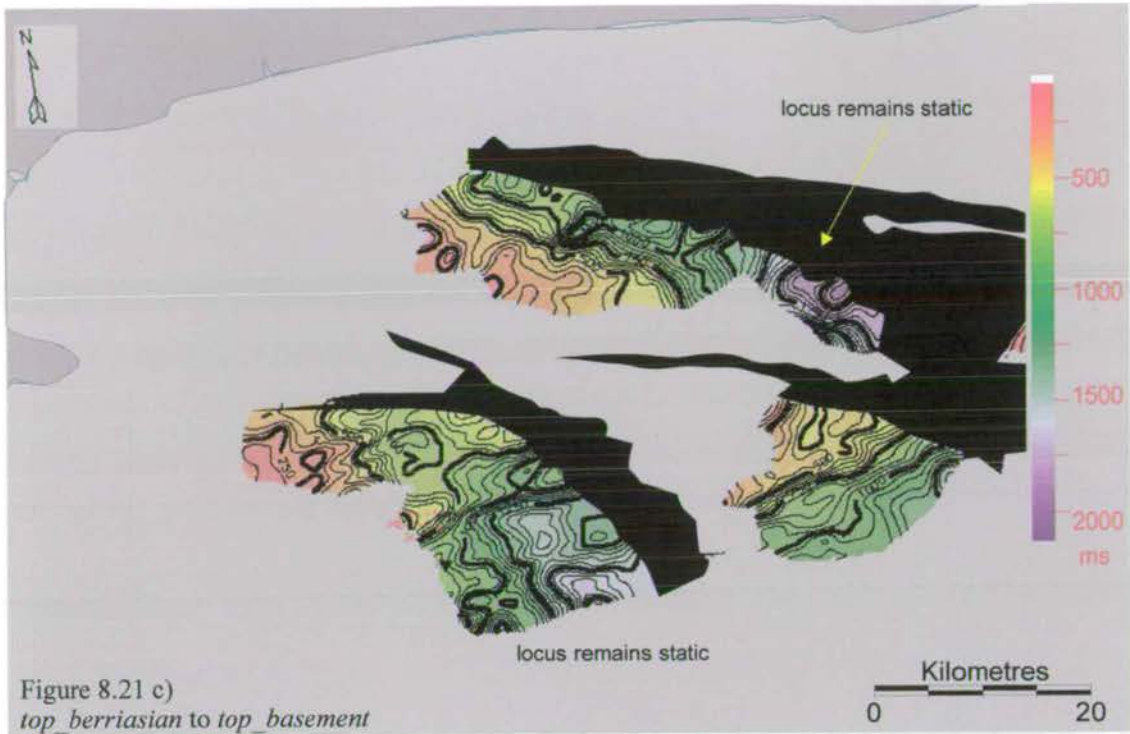 N
locus remains static
500
1000
1500
2000
ms
750
locus remains static
Kilometres
0 20
Figure 8.21 c)
top_berriasian to top_basement